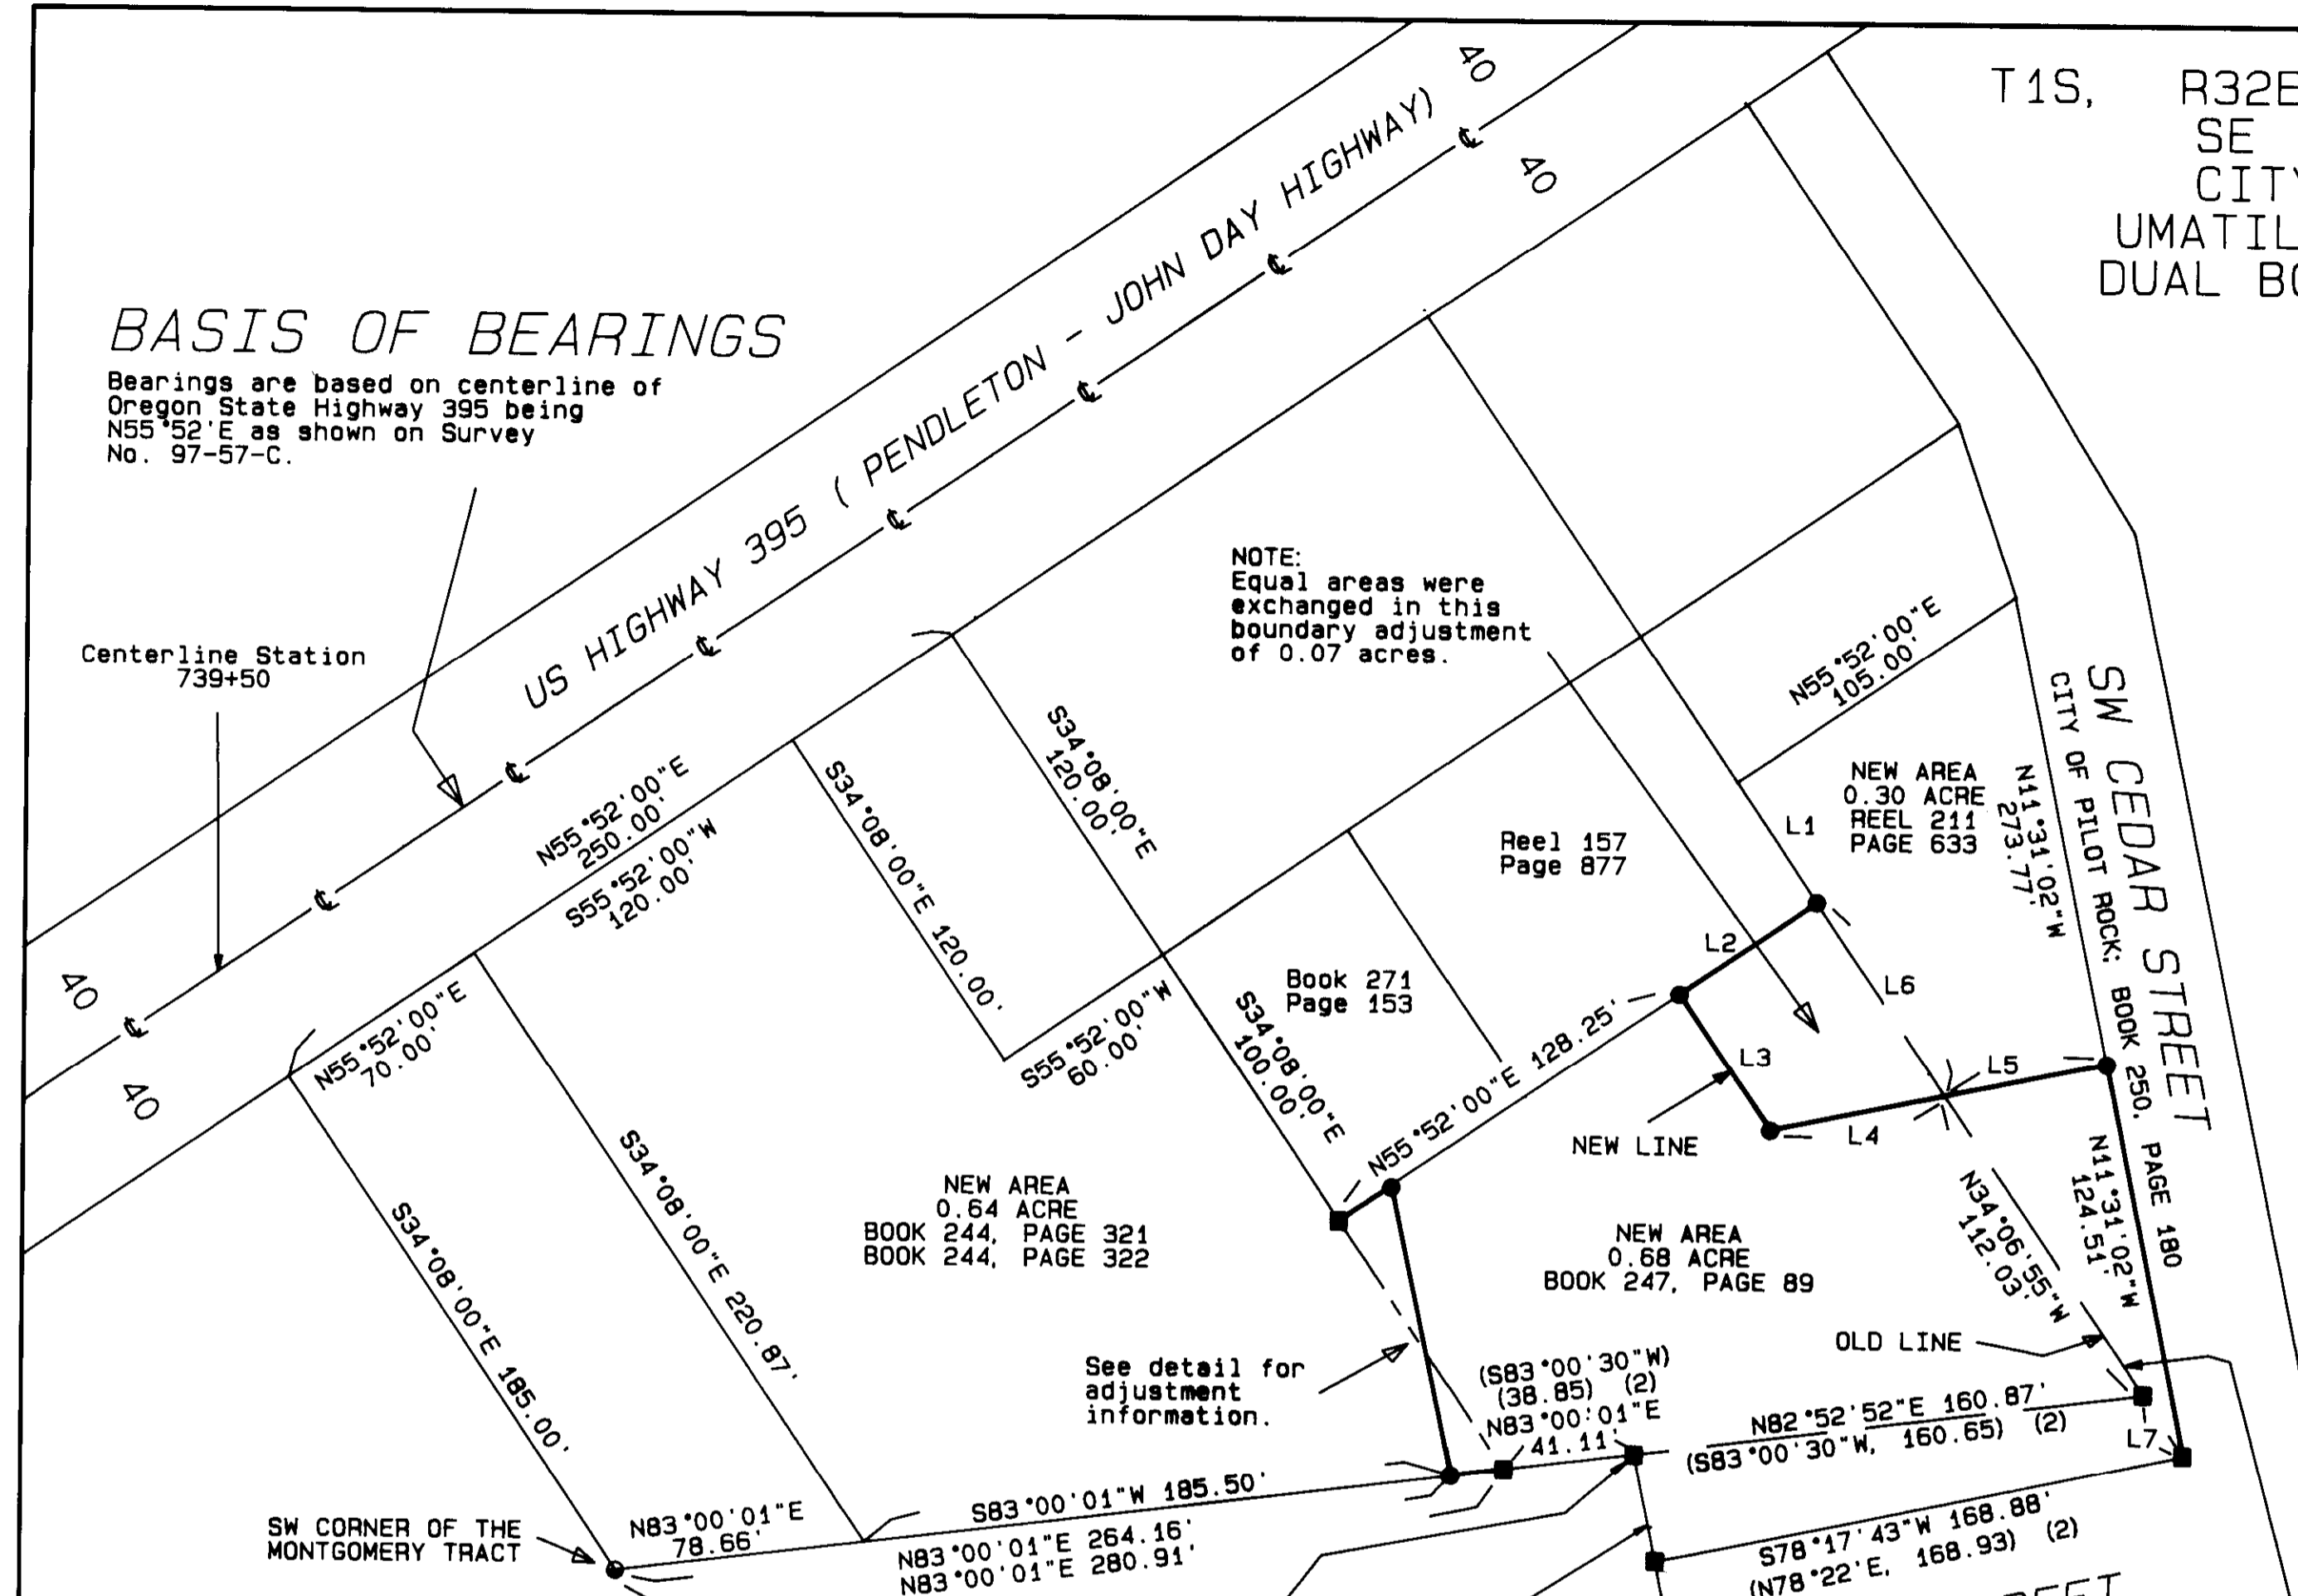 40
T1S, R32E
SE
CITY
UMATIL
DUAL BO
40
US HIGHWAY 395 ( PENDLETON - JOHN DAY HIGHWAY)
BASIS OF BEARINGS
Bearings are based on centerline of
Oregon State Highway 395 being
N55°52'E as shown on Survey
No. 97-57-C.
NOTE:
Equal areas were
exchanged in this
boundary adjustment
of 0.07 acres.
Centerline Station
739+50
N55°52'00"E
105.00'
SW CEDAR STREET
CITY OF PILOT ROCK: BOOK 250, PAGE 180
N11°31'02"W
273.77'
NEW AREA
0.30 ACRE
REEL 211
PAGE 633
L1
S34°08'00"E
120.00'
N55°52'00"E
250.00'
S55°52'00"W
120.00'
S34°08'00"E 120.00'
Reel 157
Page 877
L2
L6
Book 271
Page 153
40
40
N55°52'00"E
70.00'
S55°52'00"W
60.00'
S34°08'00"E
100.00'
N55°52'00"E 128.25'
L3
L5
L4
NEW LINE
N11°31'02"W
124.51'
N34°06'55"W
112.03'
S34°08'00"E 220.87'
S34°08'00"E 185.00'
NEW AREA
0.64 ACRE
BOOK 244, PAGE 321
BOOK 244, PAGE 322
NEW AREA
0.68 ACRE
BOOK 247, PAGE 89
OLD LINE
See detail for
adjustment
information.
(S83°00'30"W)
(38.85) (2)
N83°00'01"E
41.11'
N82°52'52"E 160.87'
(S83°00'30"W, 160.65) (2)
L7
S83°00'01"W 185.50'
N83°00'01"E
78.66'
SW CORNER OF THE
MONTGOMERY TRACT
N83°00'01"E 264.16'
N83°00'01"E 280.91'
S78°17'43"W 168.88'
(N78°22'E, 168.93) (2)